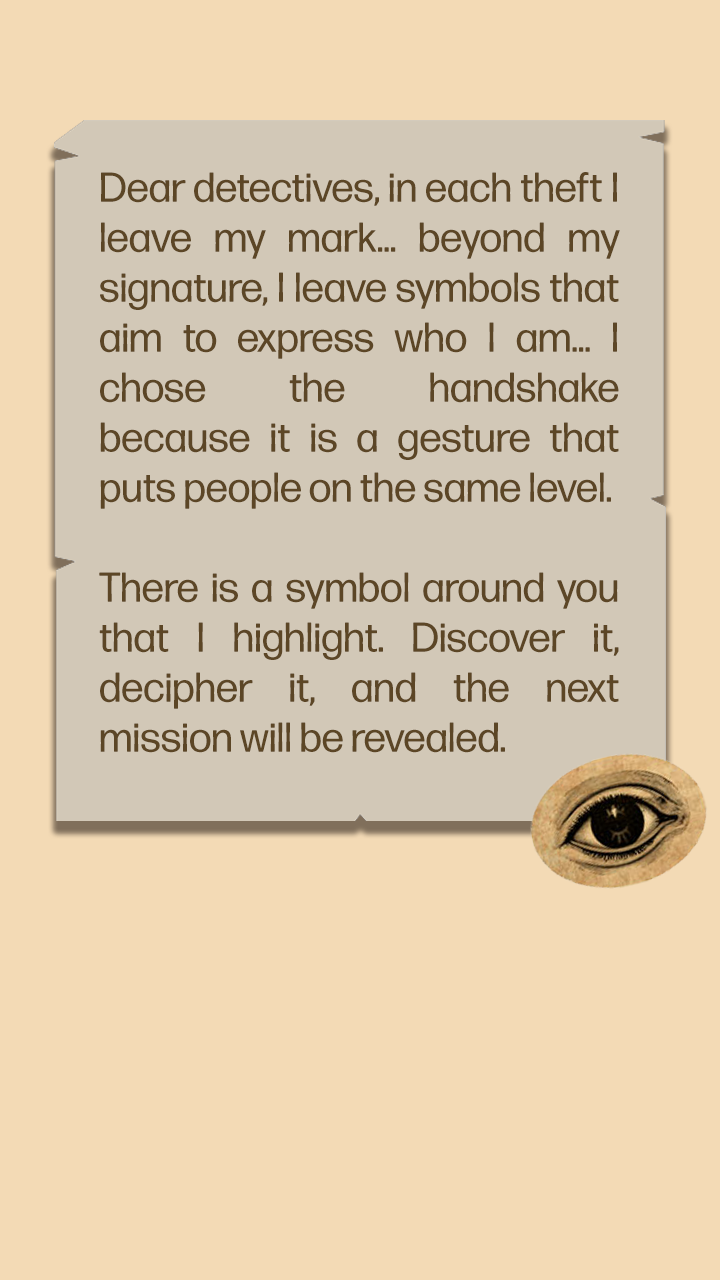 Dear detectives, in each theft I
leave my mark... beyond my
signature, I leave symbols that
aim to express who I am... I
chose the handshake
because it is a gesture that
puts people on the same level.
There is a symbol around you
that I highlight. Discover it,
decipher it, and the next
mission will be revealed.